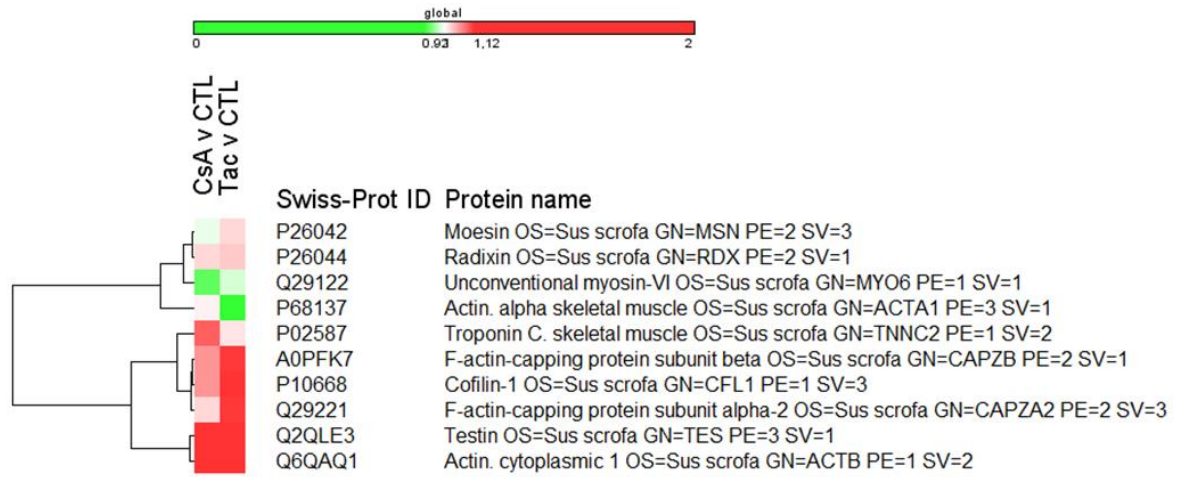 global
0 0.93 1,12 2
CsA v CTL
Tac v CTL
Swiss-Prot ID Protein name
P26042 Moesin OS=Sus scrofa GN=MSN PE=2 SV=3
P26044 Radixin OS=Sus scrofa GN=RDX PE=2 SV=1
Q29122 Unconventional myosin-VI OS=Sus scrofa GN=MYO6 PE=1 SV=1
P68137 Actin. alpha skeletal muscle OS=Sus scrofa GN=ACTA1 PE=3 SV=1
P02587 Troponin C. skeletal muscle OS=Sus scrofa GN=TNNC2 PE=1 SV=2
A0PFK7 F-actin-capping protein subunit beta OS=Sus scrofa GN=CAPZB PE=2 SV=1
P10668 Cofilin-1 OS=Sus scrofa GN=CFL1 PE=1 SV=3
Q29221 F-actin-capping protein subunit alpha-2 OS=Sus scrofa GN=CAPZA2 PE=2 SV=3
Q2QLE3 Testin OS=Sus scrofa GN=TES PE=3 SV=1
Q6QAQ1 Actin. cytoplasmic 1 OS=Sus scrofa GN=ACTB PE=1 SV=2